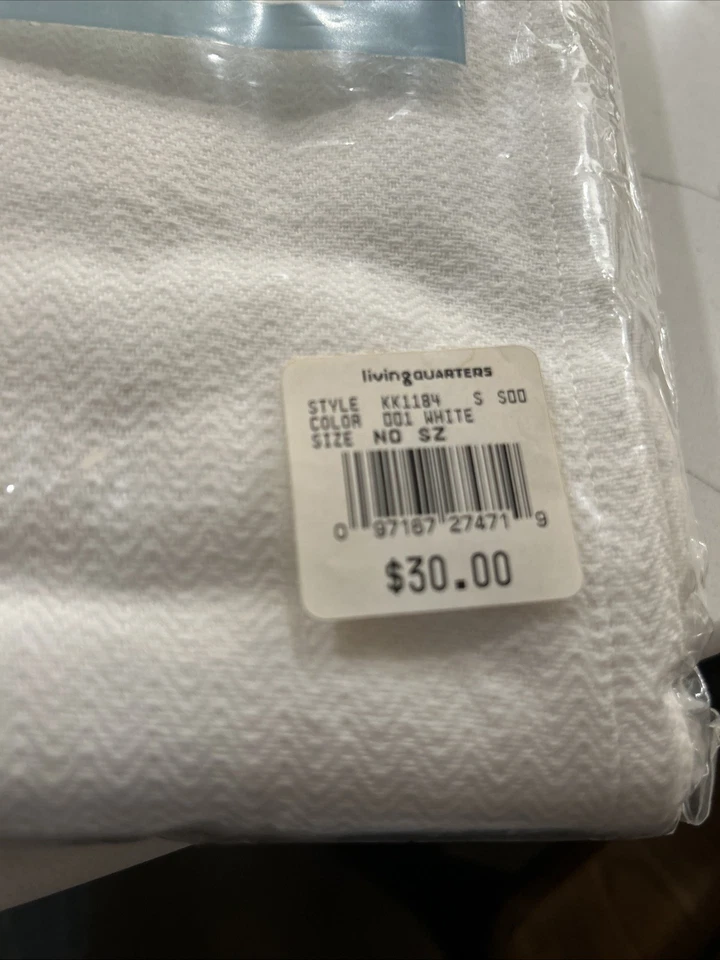 livingQUARTERS
STYLE KK1184 S S00
COLOR 001 WHITE
SIZE NO SZ
0 97167 27471 9
$30.00